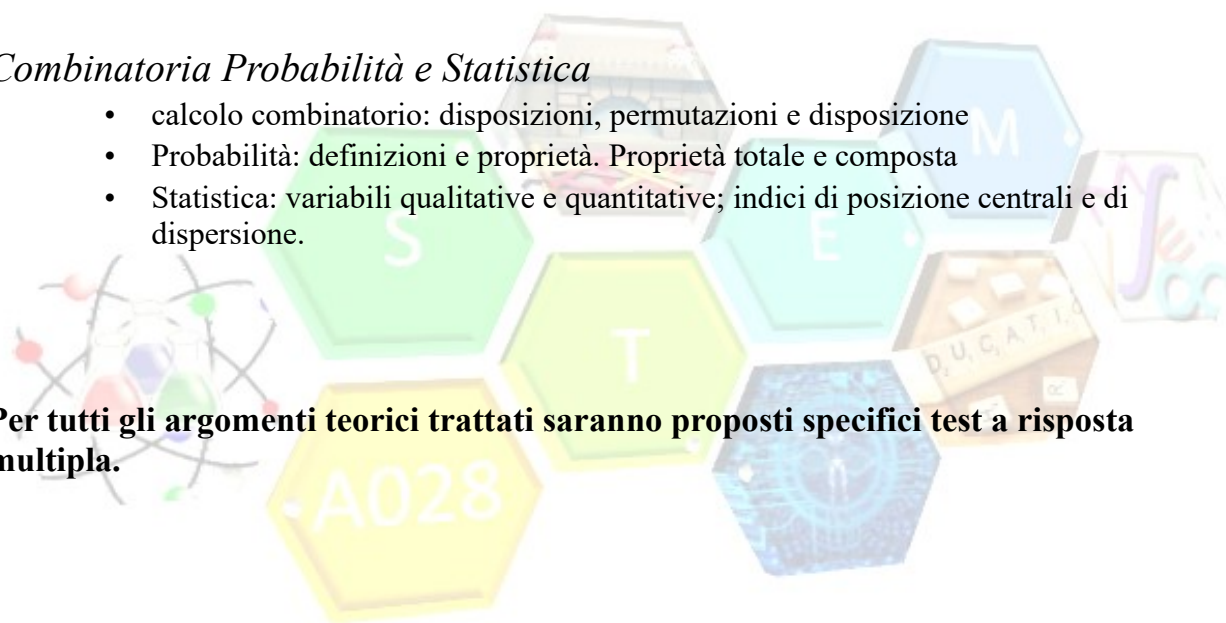 Combinatoria Probabilità e Statistica
• calcolo combinatorio: disposizioni, permutazioni e disposizione
• Probabilità: definizioni e proprietà. Proprietà totale e composta
• Statistica: variabili qualitative e quantitative; indici di posizione centrali e di
dispersione.
Per tutti gli argomenti teorici trattati saranno proposti specifici test a risposta
multipla.
S
T
E
M
A028